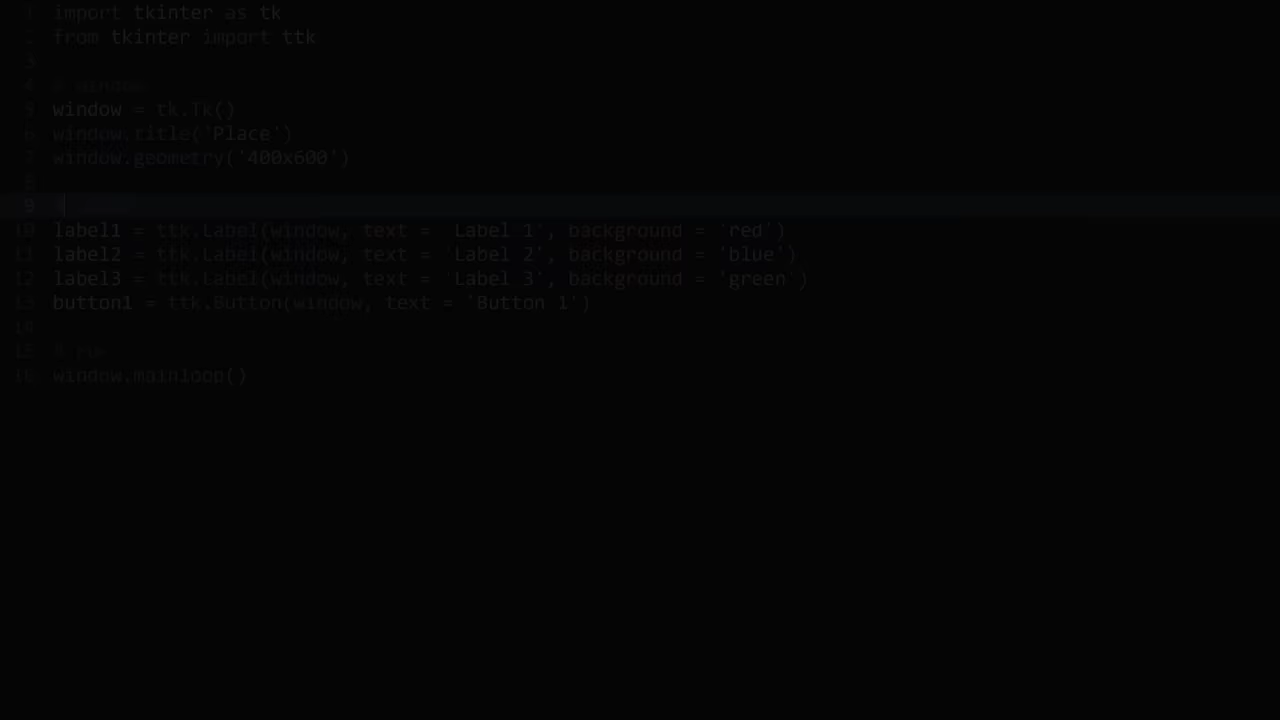 1 import tkinter as tk
2 from tkinter import ttk
3
4 # window
5 window = tk.Tk()
6 window.title('Place')
7 window.geometry('400x600')
8
9
10 label1 = ttk.Label(window, text = 'Label 1', background = 'red')
11 label2 = ttk.Label(window, text = 'Label 2', background = 'blue')
12 label3 = ttk.Label(window, text = 'Label 3', background = 'green')
13 button1 = ttk.Button(window, text = 'Button 1')
14
15 # run
16 window.mainloop()